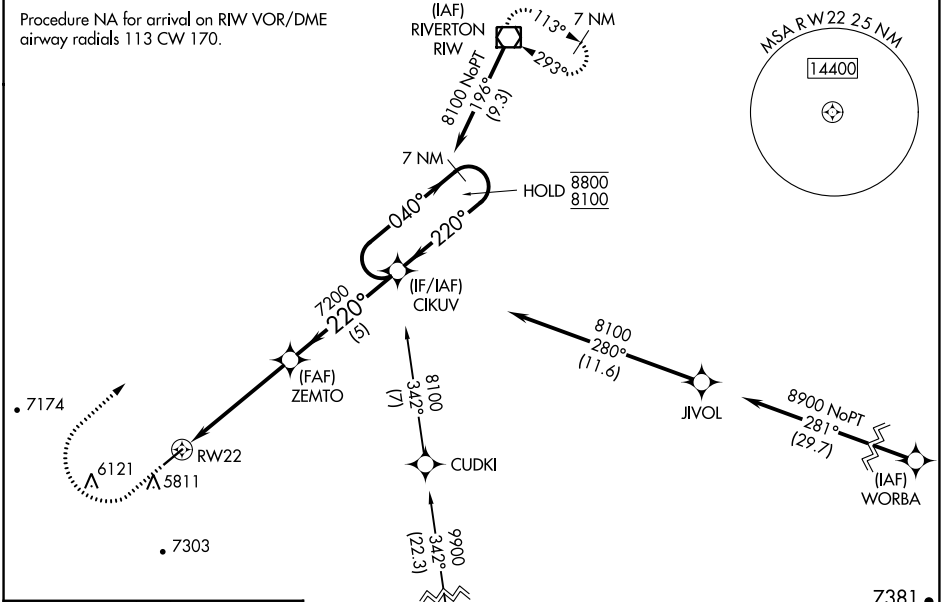 Procedure NA for arrival on RIW VOR/DME
airway radials 113 CW 170.
(IAF)
RIVERTON
RIW
113°
7 NM
293°
8100 NoPT
196°
(9.3)
MSA RW22 25 NM
14400
7 NM
HOLD 8800
8100
040°
220°
(IF/IAF)
CIKUV
7200
220°
(5)
(FAF)
ZEMTO
8100
280°
(11.6)
JIVOL
8900 NoPT
281°
(29.7)
(IAF)
WORBA
8100
342°
(7)
CUDKI
9900
342°
(22.3)
7174
RW22
6121
5811
7303
7381